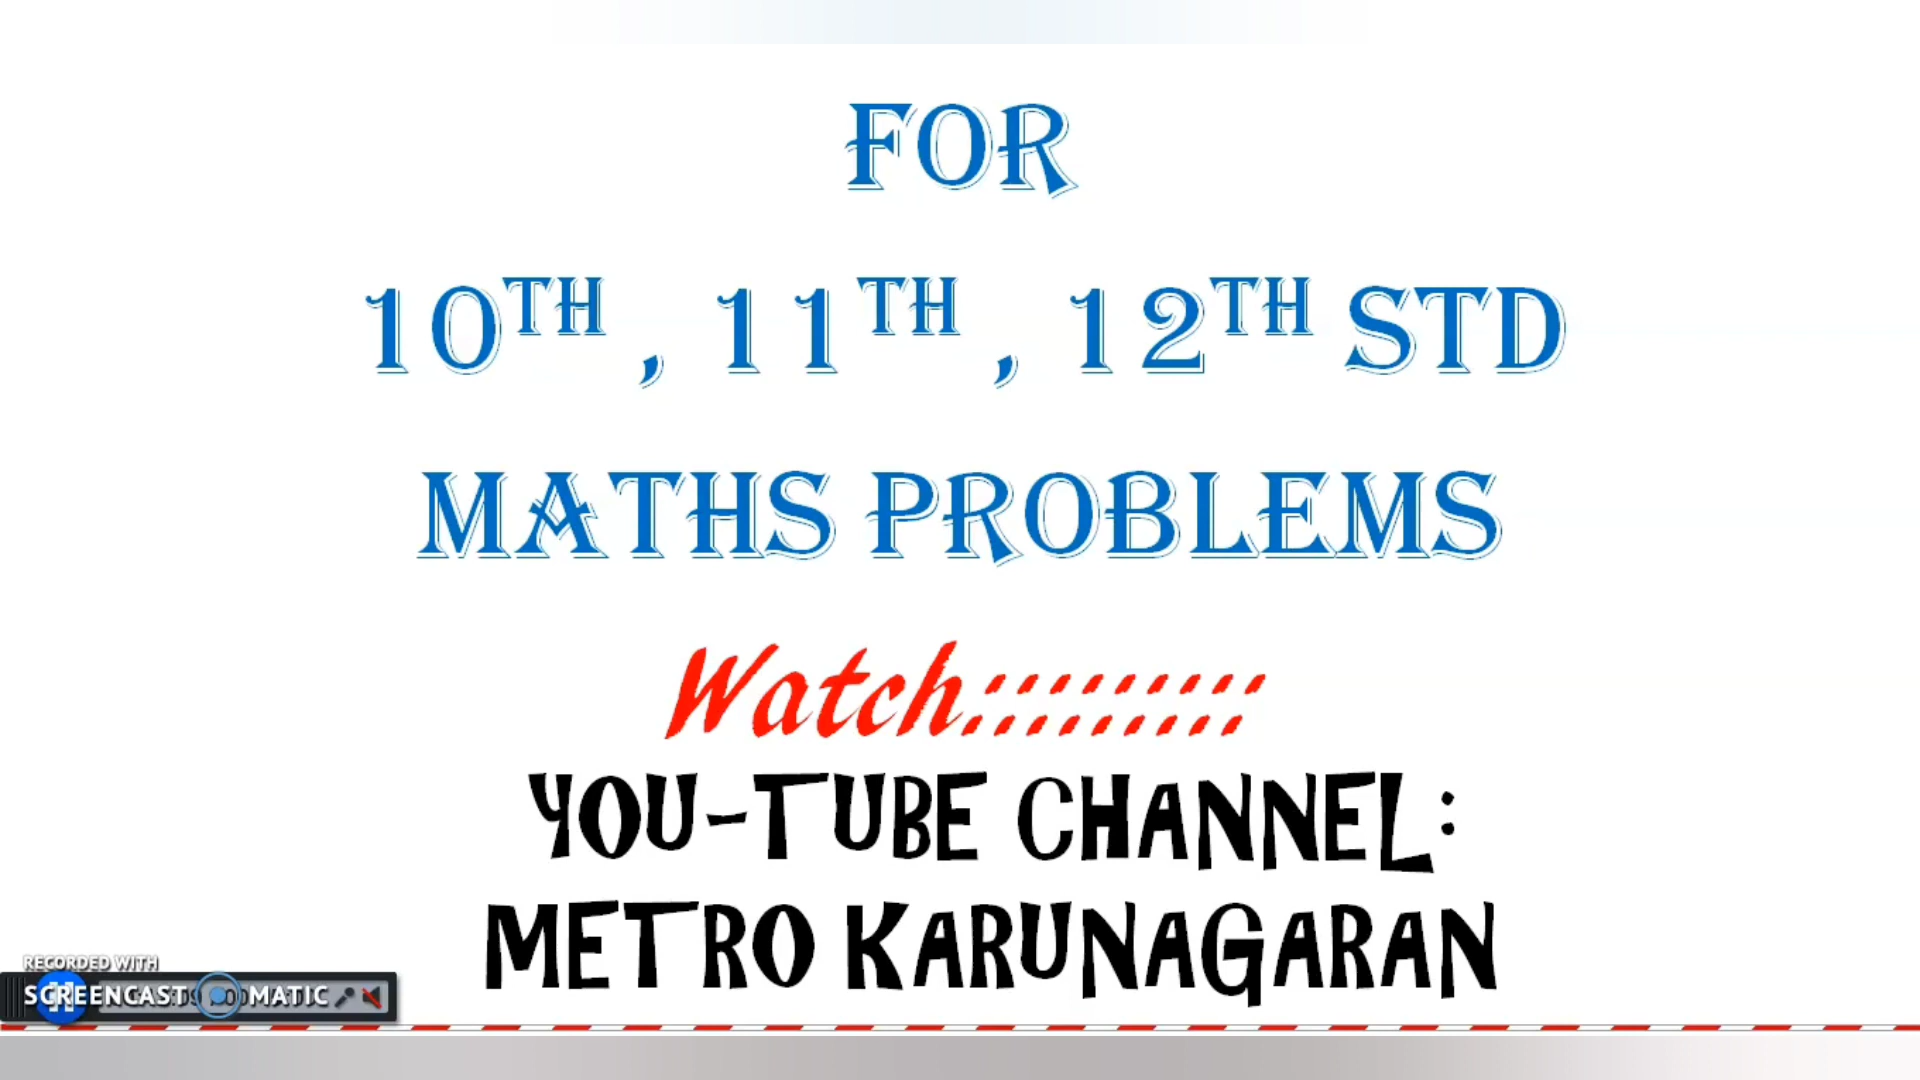 FOR
10TH , 11TH , 12TH STD
MATHS PROBLEMS
Watch:::::::::
YOU-TUBE CHANNEL:
METRO KARUNAGARAN
RECORDED WITH
SCREENCAST MATIC